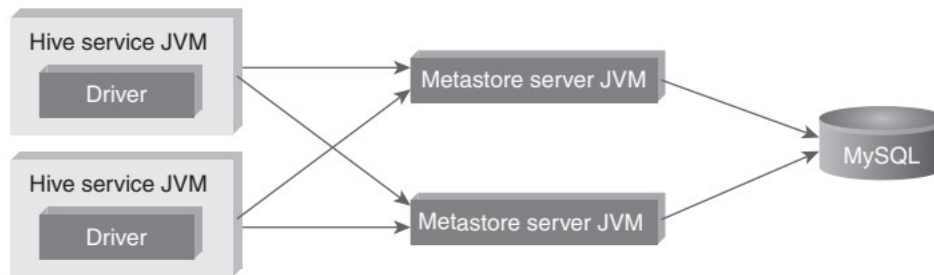 Hive service JVM
Driver
Metastore server JVM
MySQL
Hive service JVM
Driver
Metastore server JVM